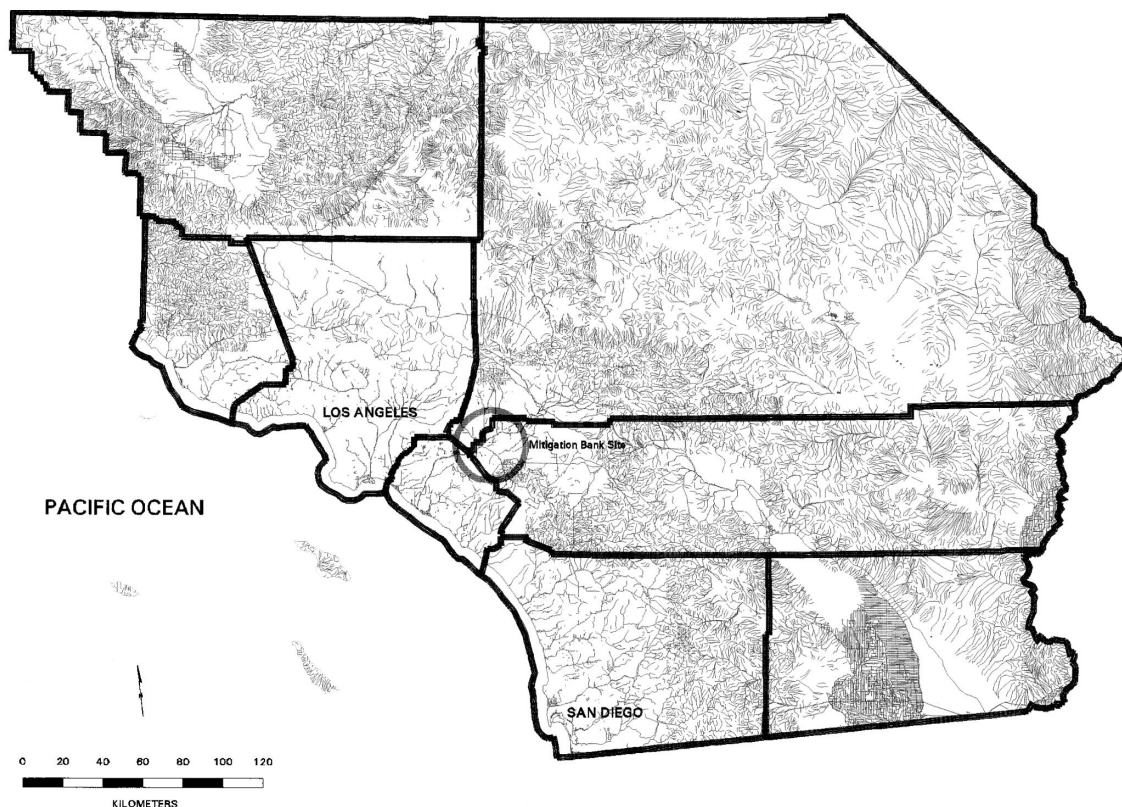 LOS ANGELES
Mitigation Bank Site
PACIFIC OCEAN
SAN DIEGO
0 20 40 60 80 100 120
KILOMETERS